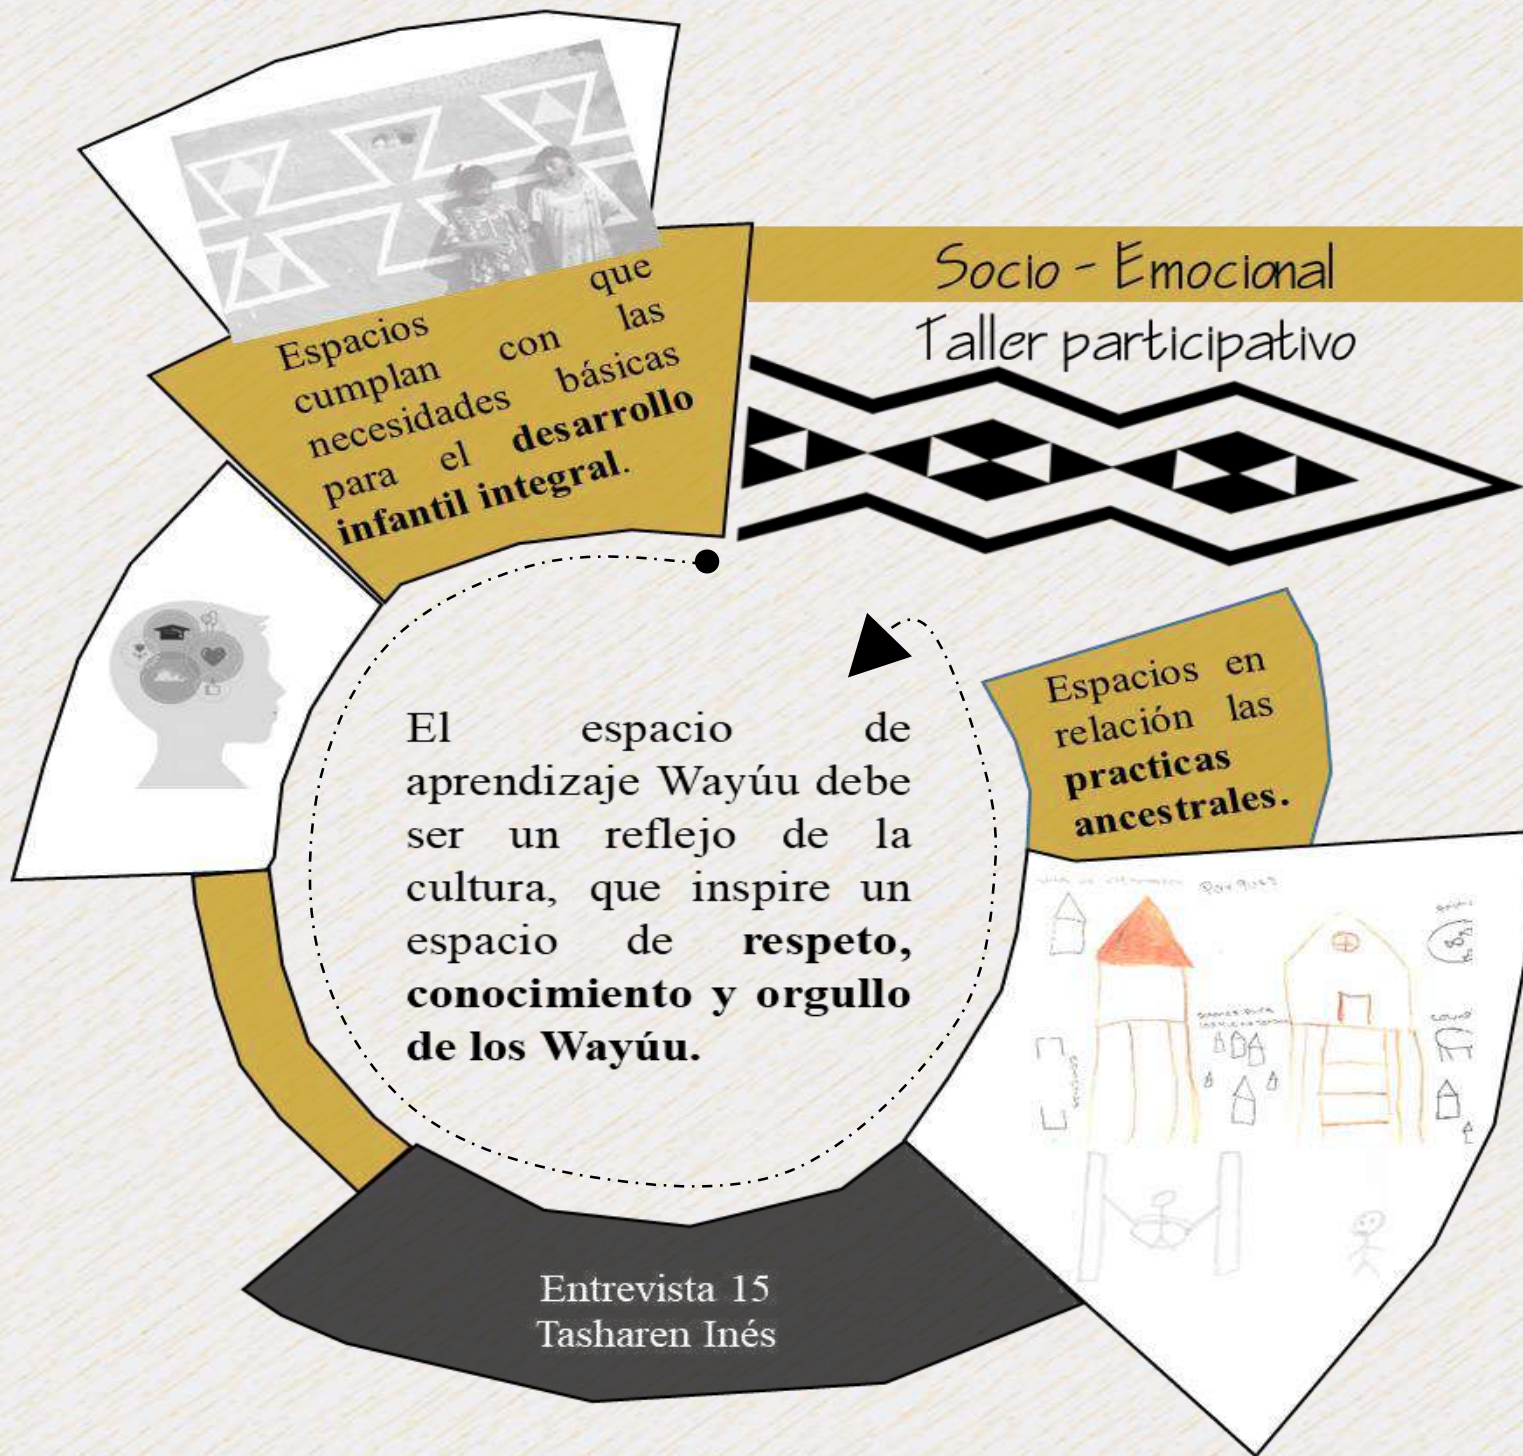 Socio - Emocional
Taller participativo
Espacios que
cumplan con las
necesidades básicas
para el desarrollo
infantil integral.
Espacios en
relación las
practicas
ancestrales.
El espacio de
aprendizaje Wayúu debe
ser un reflejo de la
cultura, que inspire un
espacio de respeto,
conocimiento y orgullo
de los Wayúu.
Parques
Entrevista 15
Tasharen Inés